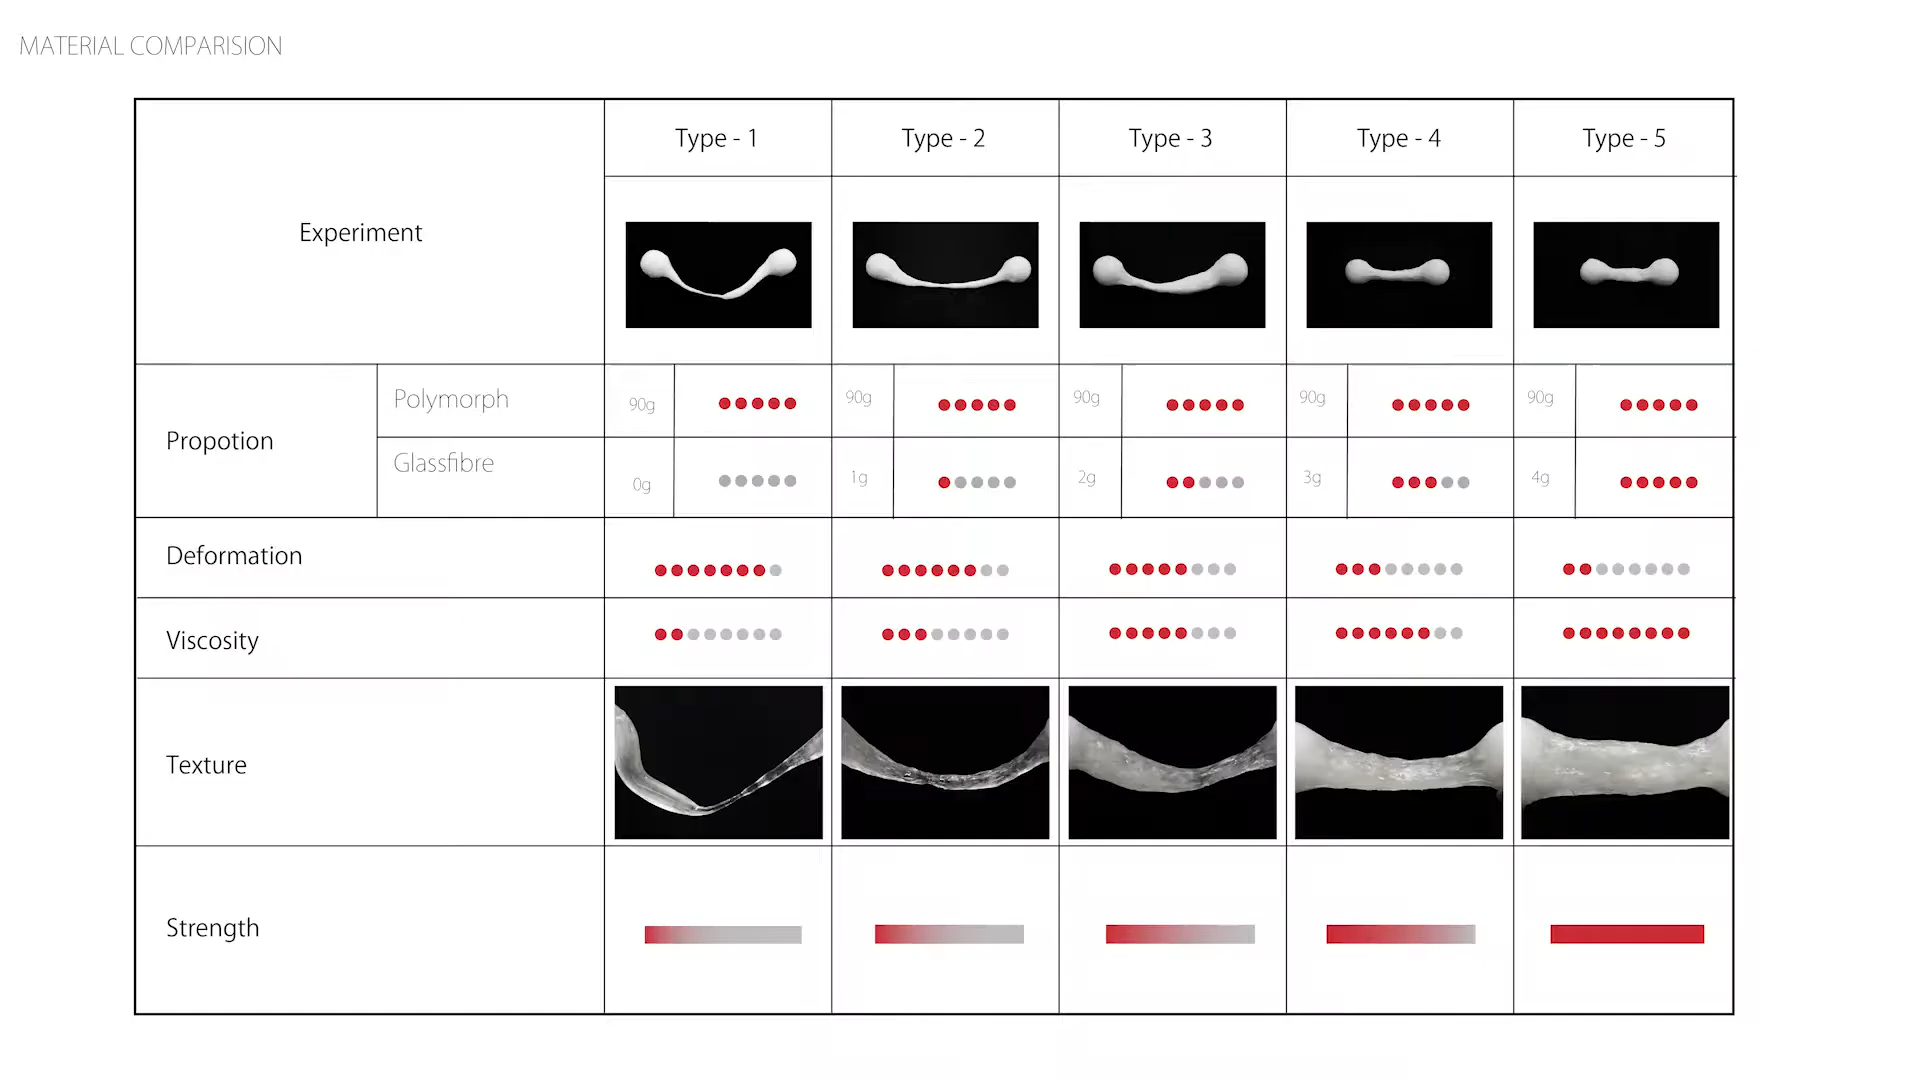 MATERIAL COMPARISION
Type - 1
Type - 2
Type - 3
Type - 4
Type - 5
Experiment
Propotion
Polymorph
90g
90g
90g
90g
90g
Glassfibre
0g
1g
2g
3g
4g
Deformation
Viscosity
Texture
Strength